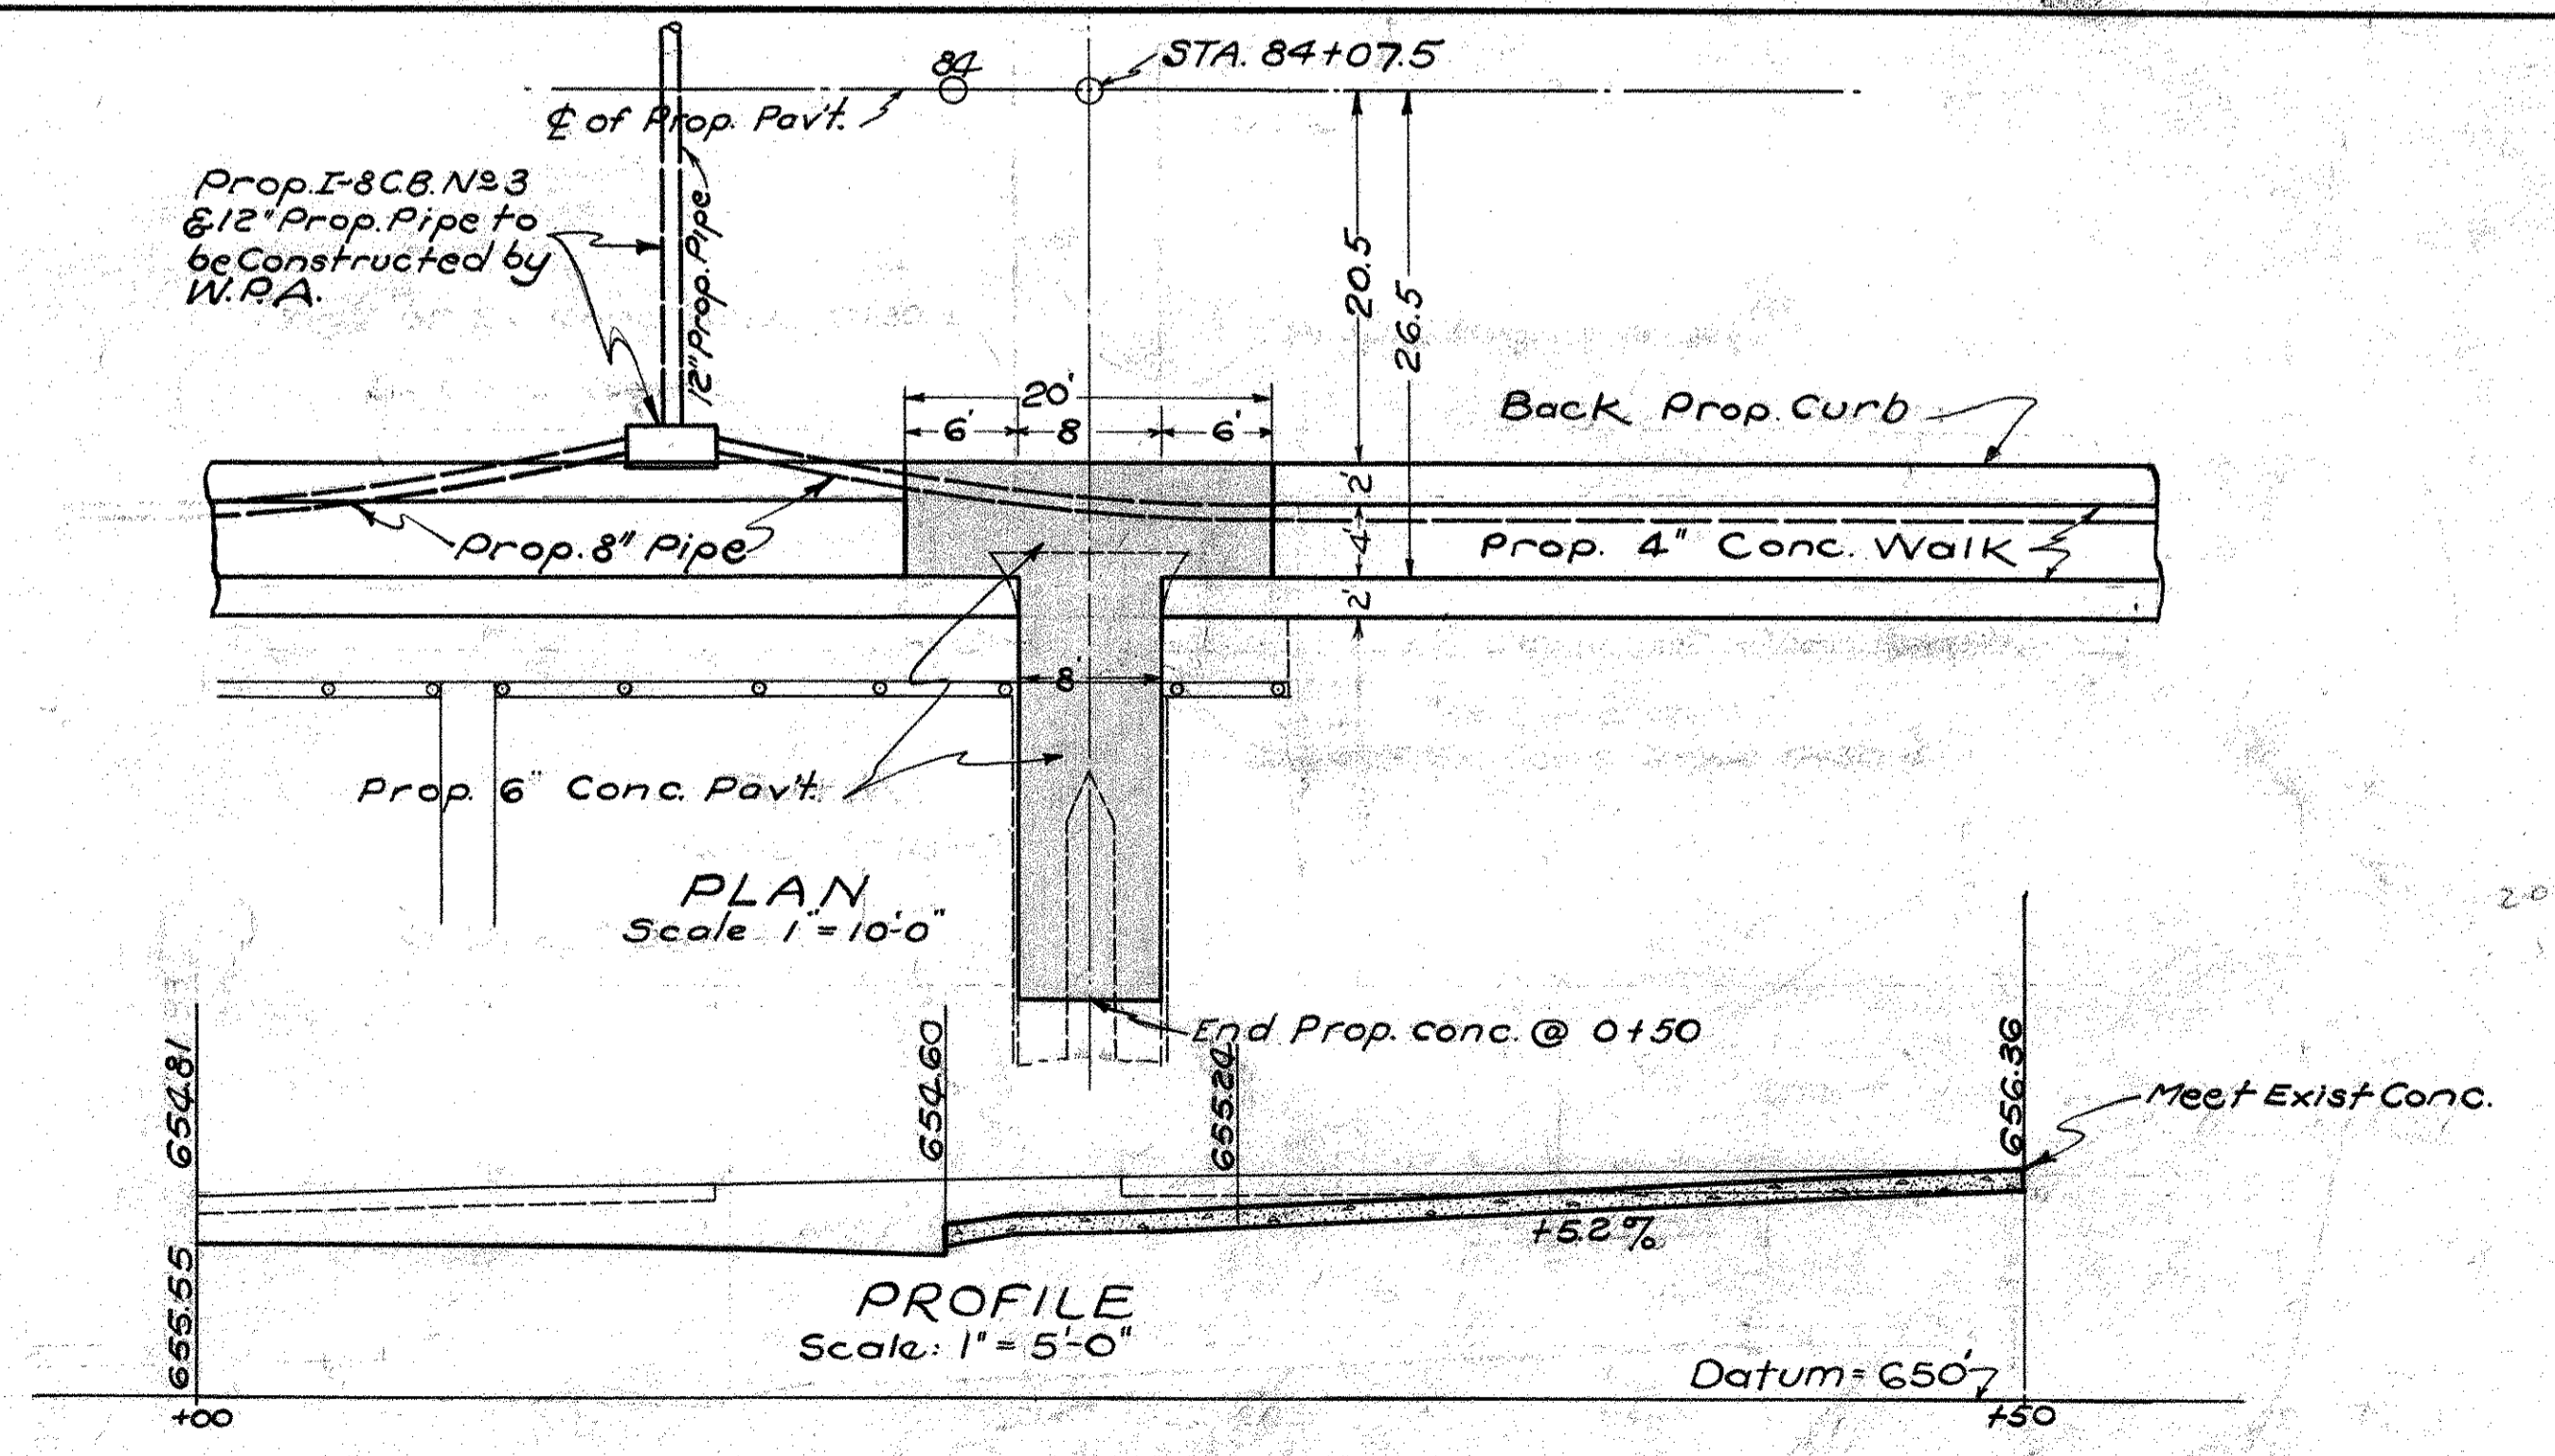 84
STA. 84+07.5
₵ of Prop. Pav't.
Prop. I-8 C.B. No 3
& 12" Prop. Pipe to
be Constructed by
W.P.A.
12" Prop. Pipe
20.5
26.5
20'
6' 8 6'
Back Prop. Curb
2'
4'
2'
Prop. 8" Pipe
Prop. 4" Conc. Walk
8'
Prop. 6" Conc. Pav't.
PLAN
Scale 1" = 10'-0"
End Prop. conc. @ 0+50
654.81
654.60
655.20
656.36
Meet Exist Conc.
+5.2%
655.55
PROFILE
Scale: 1" = 5'-0"
Datum = 650'
+00
+50